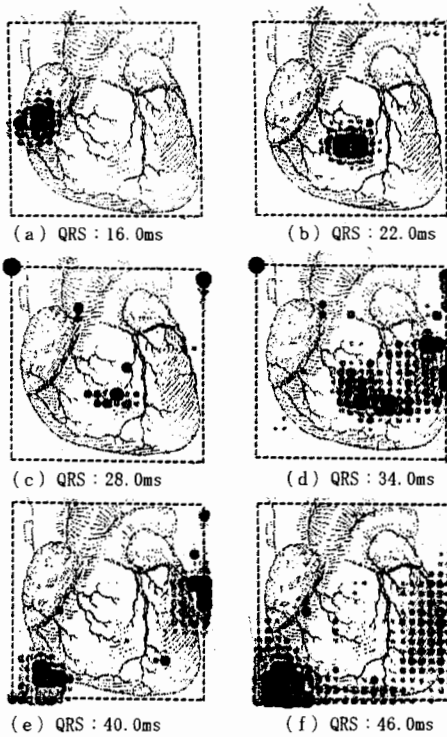 (a) QRS：16.0ms
(b) QRS：22.0ms
(c) QRS：28.0ms
(d) QRS：34.0ms
(e) QRS：40.0ms
(f) QRS：46.0ms